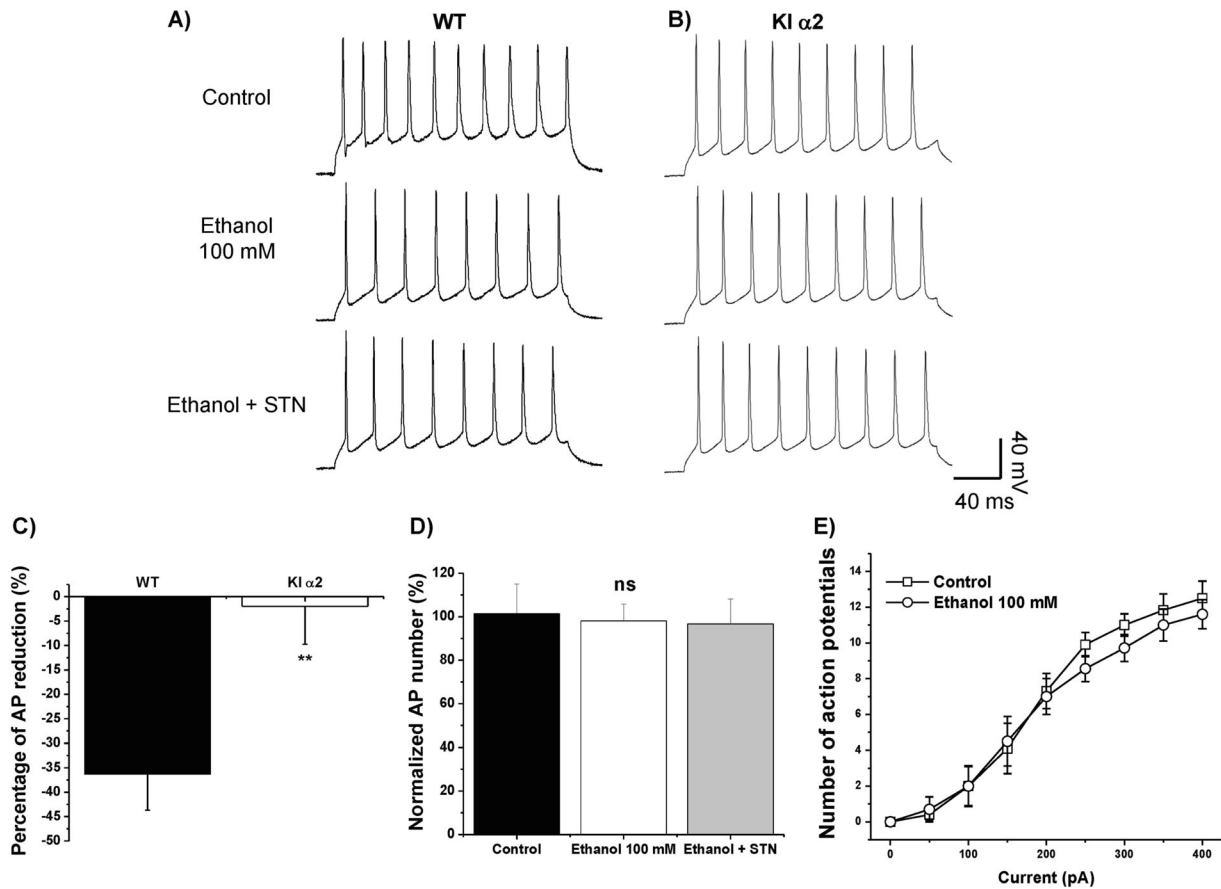 A)
WT
B)
KI α2
Control
Ethanol
100 mM
Ethanol + STN
40 mV
40 ms
C)
WT
KI α2
Percentage of AP reduction (%)
0
-5
-10
-15
-20
-25
-30
-35
-40
-45
-50
**
D)
Normalized AP number (%)
120
100
80
60
40
20
0
ns
Control
Ethanol 100 mM
Ethanol + STN
E)
Number of action potentials
14
12
10
8
6
4
2
0
Control
Ethanol 100 mM
0 100 200 300 400
Current (pA)